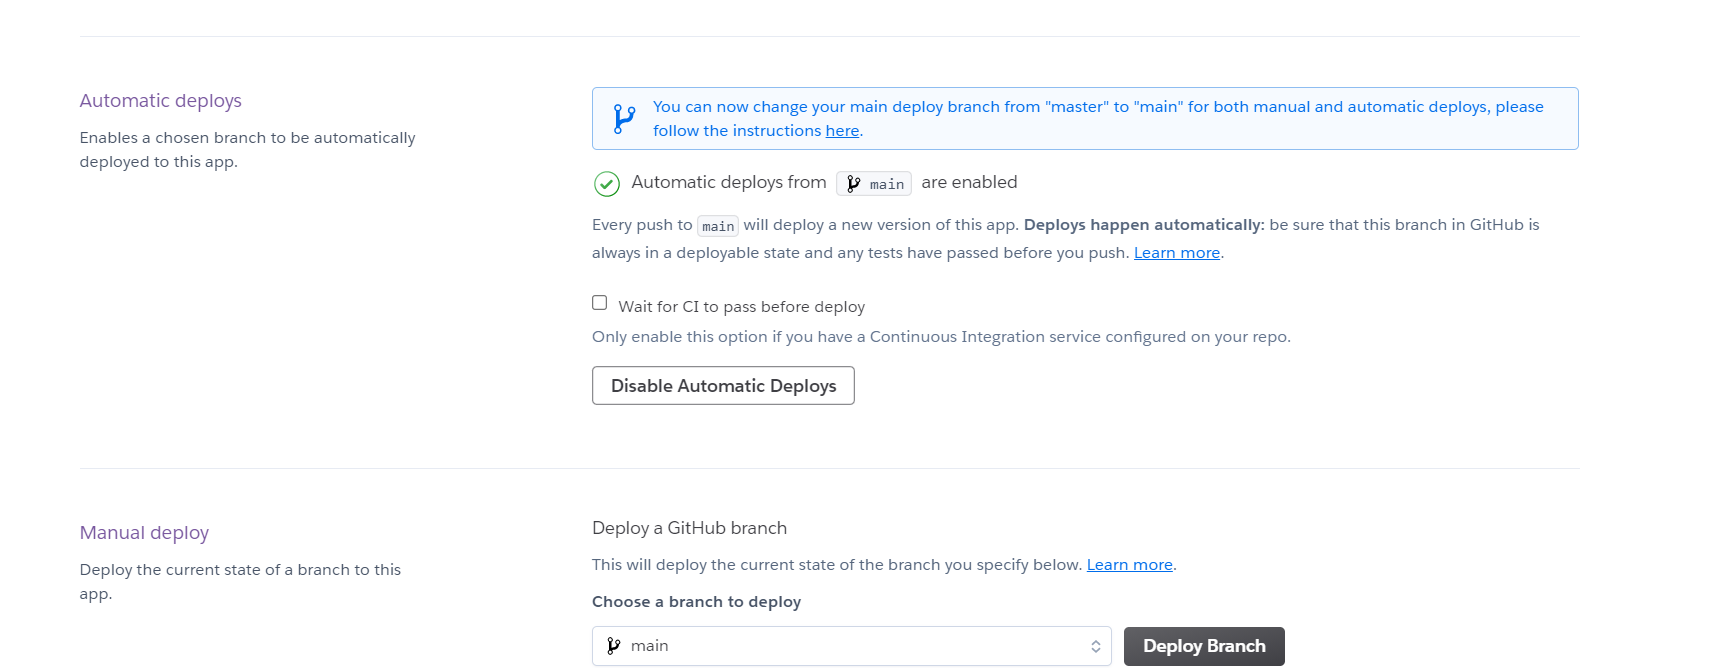 Automatic deploys
Enables a chosen branch to be automatically
deployed to this app.
You can now change your main deploy branch from "master" to "main" for both manual and automatic deploys, please
follow the instructions here.
Automatic deploys from main are enabled
Every push to main will deploy a new version of this app. Deploys happen automatically: be sure that this branch in GitHub is
always in a deployable state and any tests have passed before you push. Learn more.
Wait for CI to pass before deploy
Only enable this option if you have a Continuous Integration service configured on your repo.
Disable Automatic Deploys
Manual deploy
Deploy the current state of a branch to this
app.
Deploy a GitHub branch
This will deploy the current state of the branch you specify below. Learn more.
Choose a branch to deploy
main
Deploy Branch